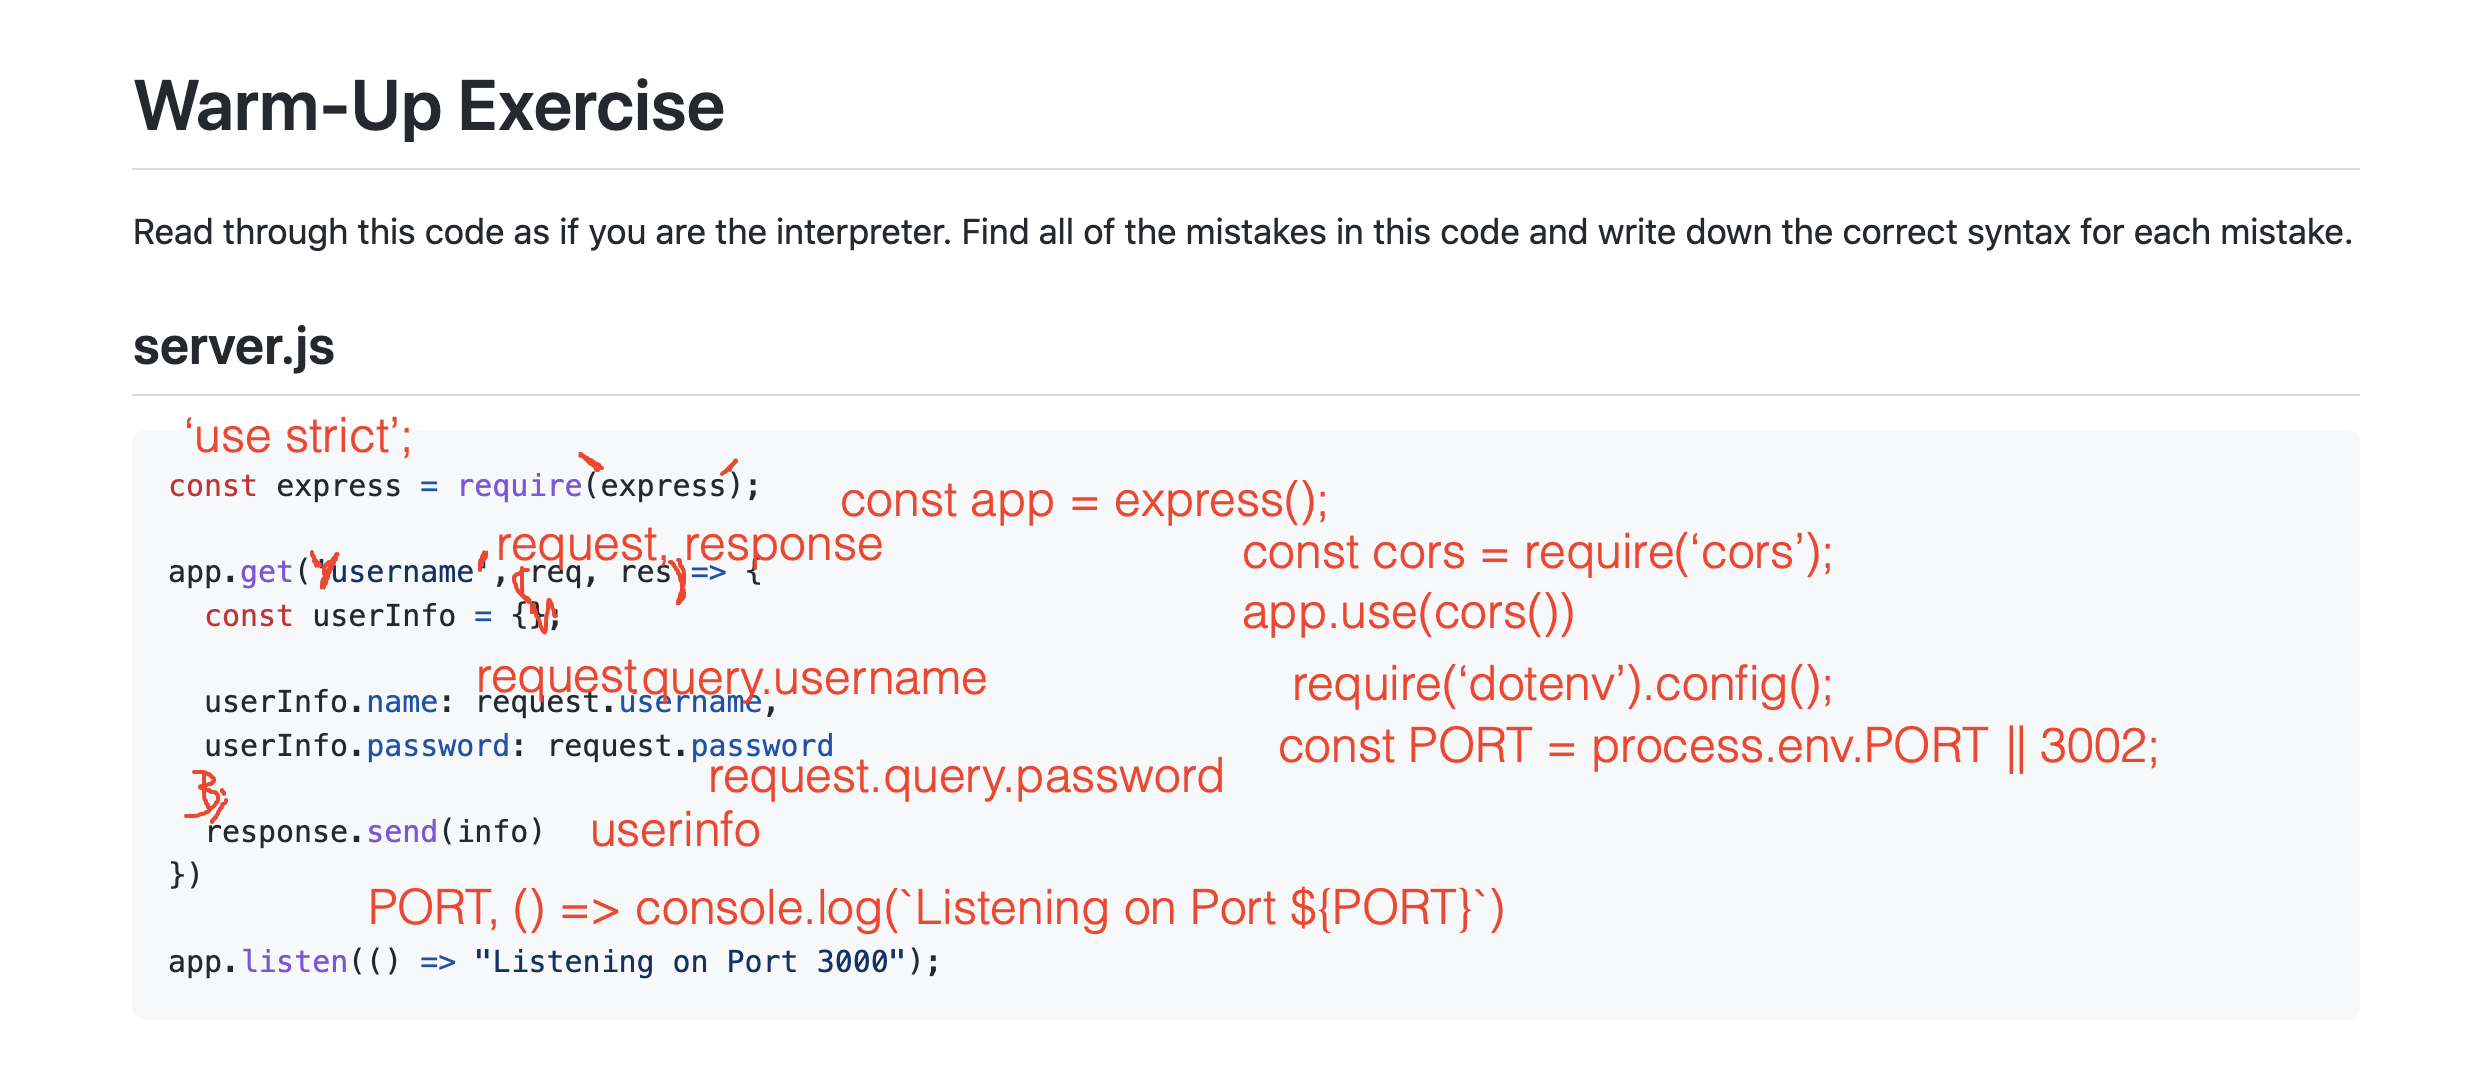 Warm-Up Exercise
Read through this code as if you are the interpreter. Find all of the mistakes in this code and write down the correct syntax for each mistake.
server.js
‘use strict’;
const express = require(express);
const app = express();
request, response
const cors = require(‘cors’);
app.get('username', req, res => {
const userInfo = {};
app.use(cors())
request.query.username
require(‘dotenv’).config();
userInfo.name: request.username,
userInfo.password: request.password
const PORT = process.env.PORT || 3002;
request.query.password
};
response.send(info)
userinfo
})
PORT, () => console.log(`Listening on Port ${PORT}`)
app.listen(() => "Listening on Port 3000");